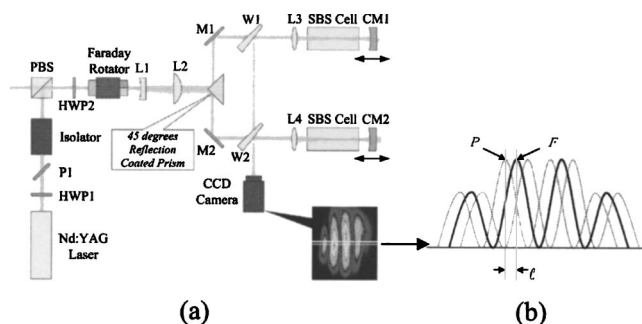 M1
W1
L3
SBS Cell
CM1
PBS
Faraday
Rotator
L1
L2
HWP2
45 degrees
Reflection
Coated Prism
Isolator
M2
W2
L4
SBS Cell
CM2
P1
HWP1
CCD
Camera
Nd:YAG
Laser
P
F
ℓ
(a)
(b)